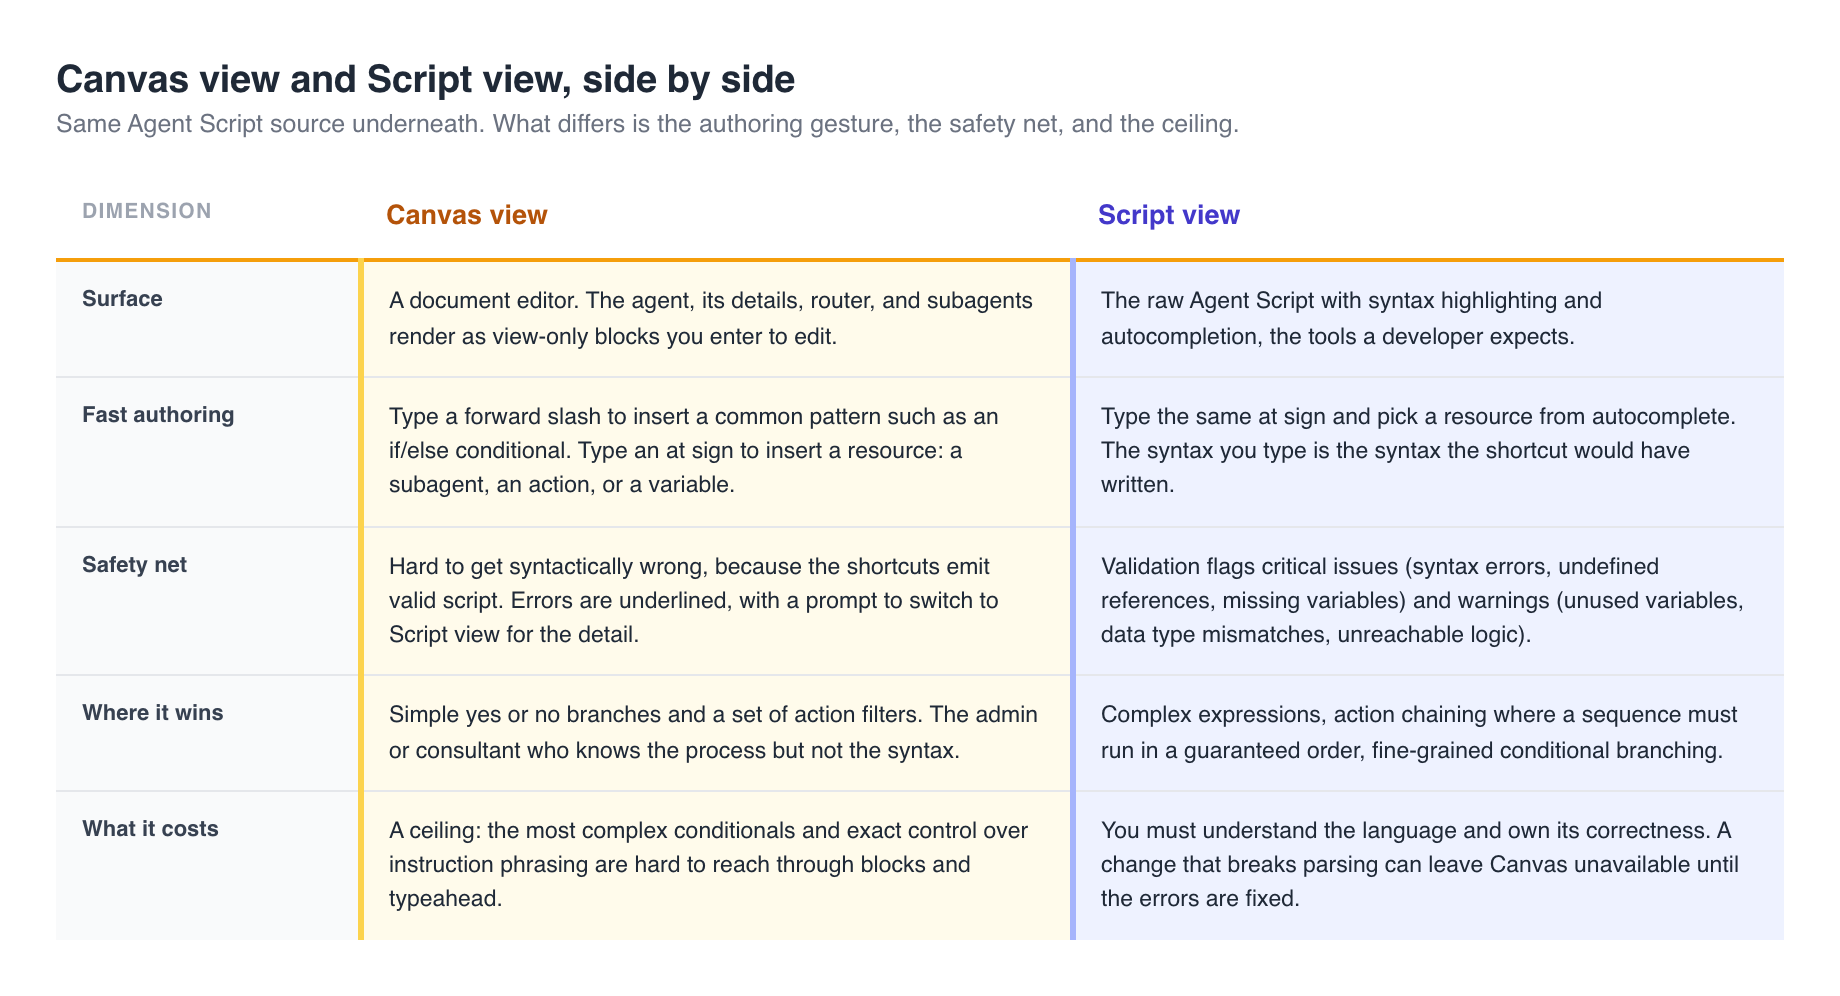 Canvas view and Script view, side by side
Same Agent Script source underneath. What differs is the authoring gesture, the safety net, and the ceiling.
DIMENSION
Canvas view
Script view
Surface
A document editor. The agent, its details, router, and subagents
render as view-only blocks you enter to edit.
The raw Agent Script with syntax highlighting and
autocompletion, the tools a developer expects.
Fast authoring
Type a forward slash to insert a common pattern such as an
if/else conditional. Type an at sign to insert a resource: a
subagent, an action, or a variable.
Type the same at sign and pick a resource from autocomplete.
The syntax you type is the syntax the shortcut would have
written.
Safety net
Hard to get syntactically wrong, because the shortcuts emit
valid script. Errors are underlined, with a prompt to switch to
Script view for the detail.
Validation flags critical issues (syntax errors, undefined
references, missing variables) and warnings (unused variables,
data type mismatches, unreachable logic).
Where it wins
Simple yes or no branches and a set of action filters. The admin
or consultant who knows the process but not the syntax.
Complex expressions, action chaining where a sequence must
run in a guaranteed order, fine-grained conditional branching.
What it costs
A ceiling: the most complex conditionals and exact control over
instruction phrasing are hard to reach through blocks and
typeahead.
You must understand the language and own its correctness. A
change that breaks parsing can leave Canvas unavailable until
the errors are fixed.